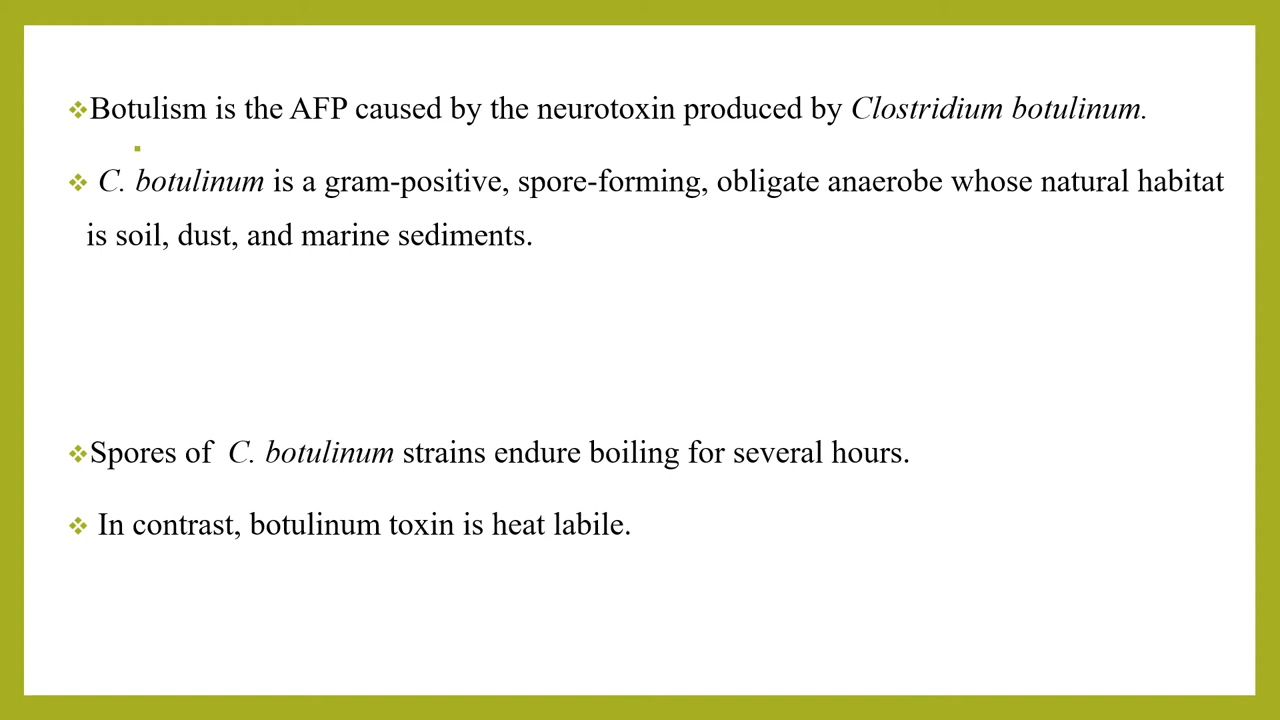 ❖Botulism is the AFP caused by the neurotoxin produced by Clostridium botulinum.
❖ C. botulinum is a gram-positive, spore-forming, obligate anaerobe whose natural habitat
is soil, dust, and marine sediments.
❖Spores of C. botulinum strains endure boiling for several hours.
❖ In contrast, botulinum toxin is heat labile.